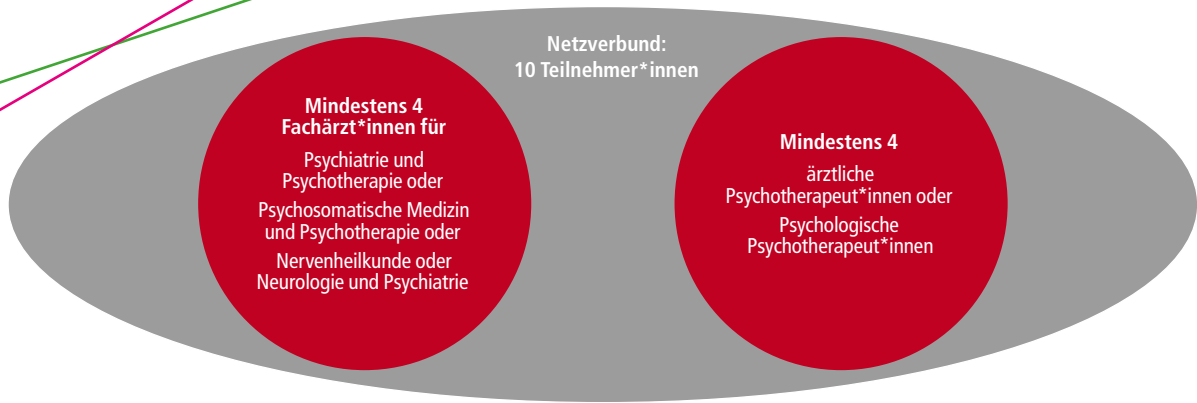 Netzverbund:
10 Teilnehmer*innen
Mindestens 4
Fachärzt*innen für
Psychiatrie und
Psychotherapie oder
Psychosomatische Medizin
und Psychotherapie oder
Nervenheilkunde oder
Neurologie und Psychiatrie
Mindestens 4
ärztliche
Psychotherapeut*innen oder
Psychologische
Psychotherapeut*innen